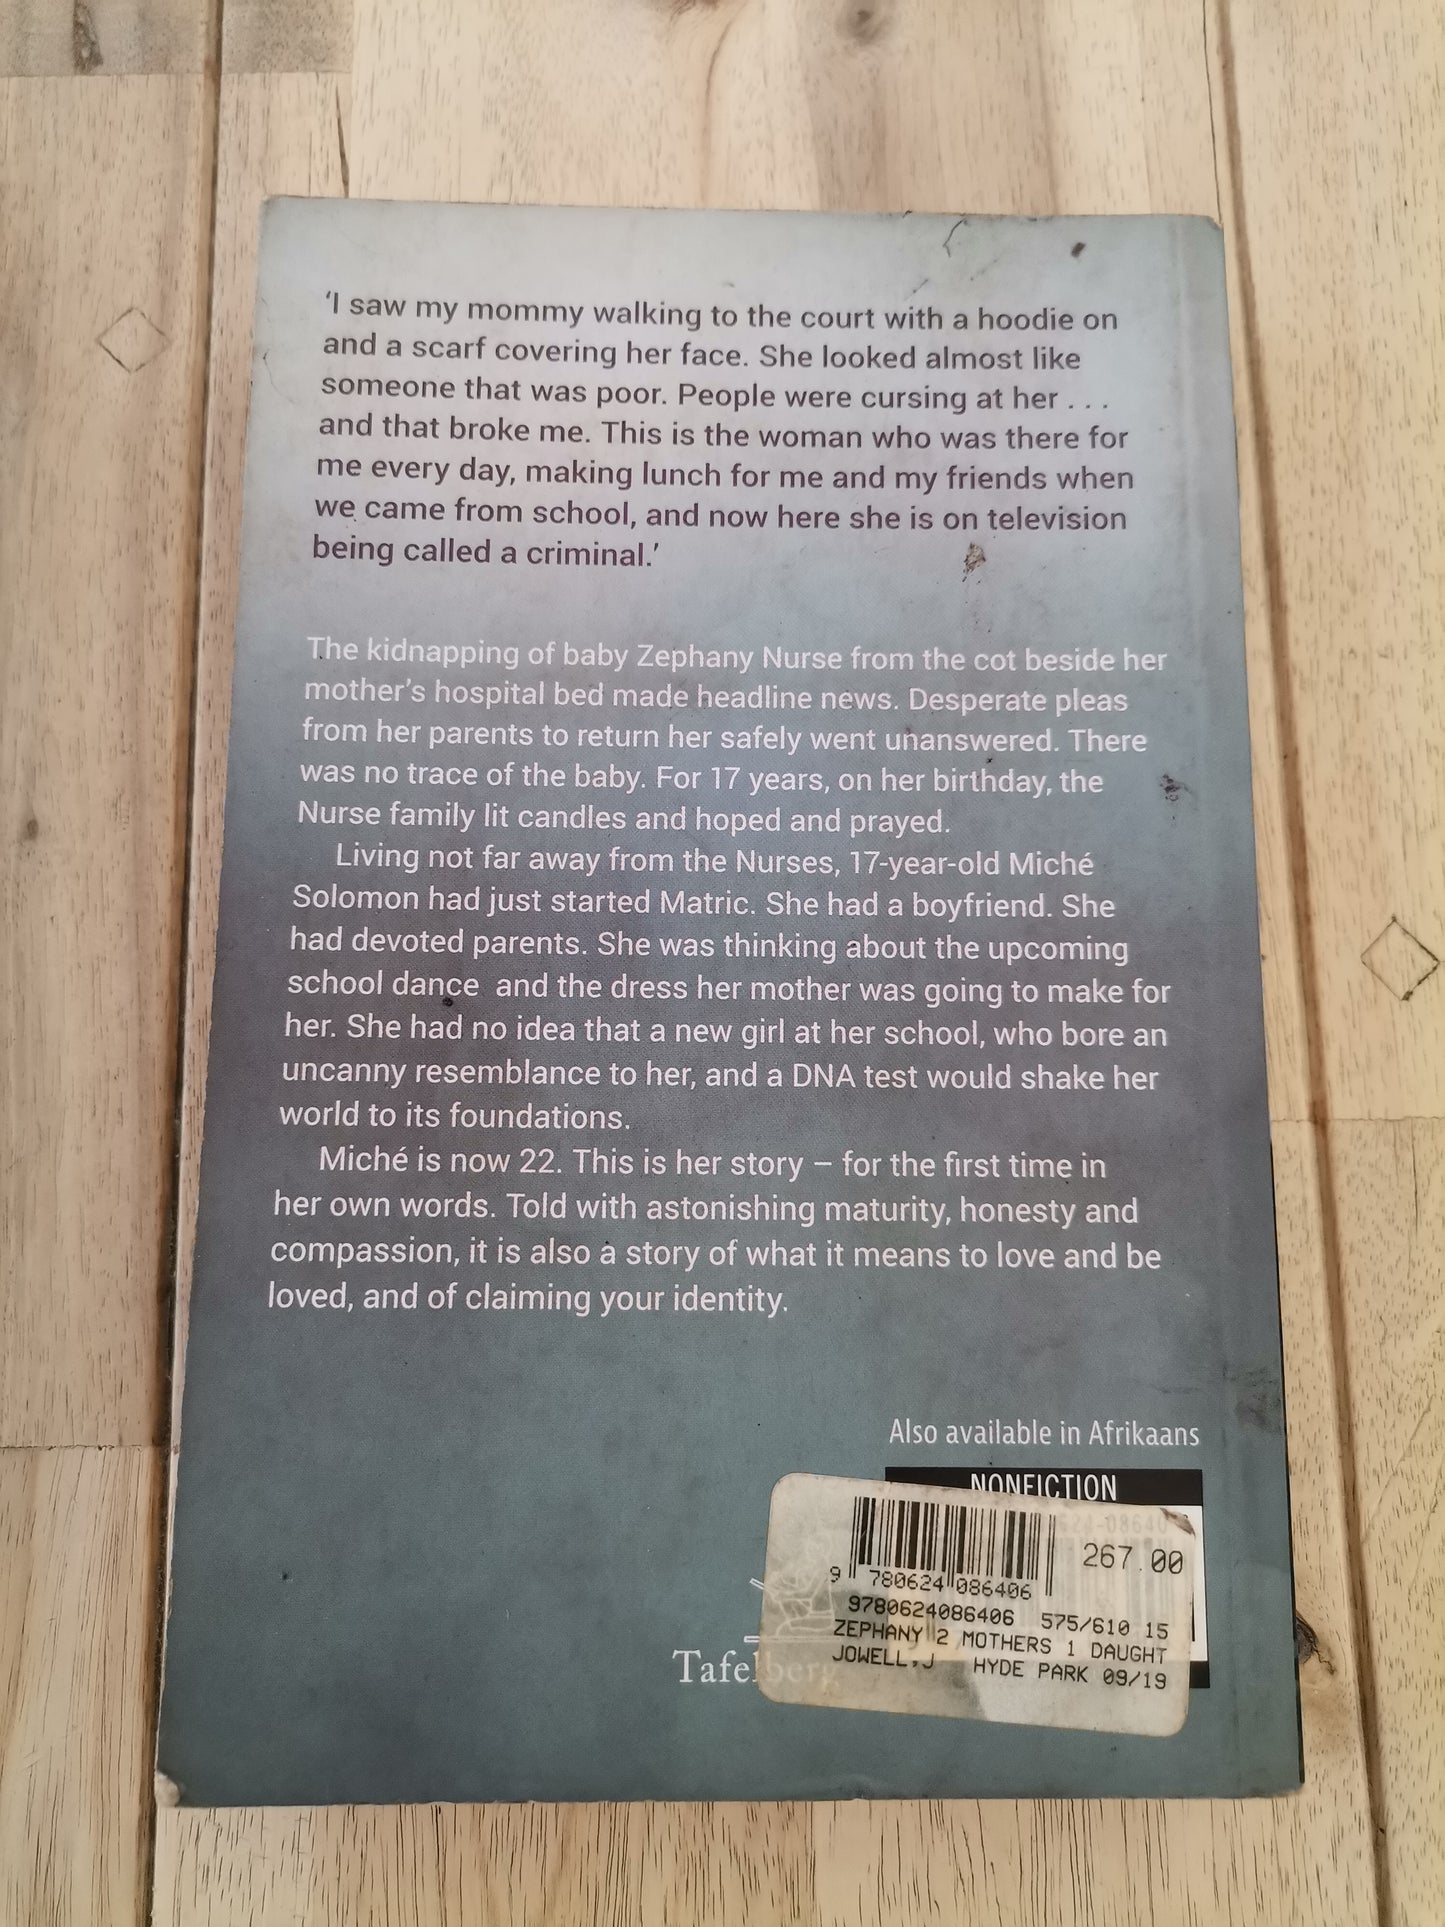 ‘I saw my mommy walking to the court with a hoodie on
and a scarf covering her face. She looked almost like
someone that was poor. People were cursing at her . . .
and that broke me. This is the woman who was there for
me every day, making lunch for me and my friends when
we came from school, and now here she is on television
being called a criminal.’
The kidnapping of baby Zephany Nurse from the cot beside her
mother’s hospital bed made headline news. Desperate pleas
from her parents to return her safely went unanswered. There
was no trace of the baby. For 17 years, on her birthday, the
Nurse family lit candles and hoped and prayed.
Living not far away from the Nurses, 17-year-old Miché
Solomon had just started Matric. She had a boyfriend. She
had devoted parents. She was thinking about the upcoming
school dance and the dress her mother was going to make for
her. She had no idea that a new girl at her school, who bore an
uncanny resemblance to her, and a DNA test would shake her
world to its foundations.
Miché is now 22. This is her story – for the first time in
her own words. Told with astonishing maturity, honesty and
compassion, it is also a story of what it means to love and be
loved, and of claiming your identity.
Also available in Afrikaans
NONFICTION
267.00
9 780624 086406
9780624086406 575/610 15
ZEPHANY 2 MOTHERS 1 DAUGHT
JOWELL,J HYDE PARK 09/19
Tafelberg